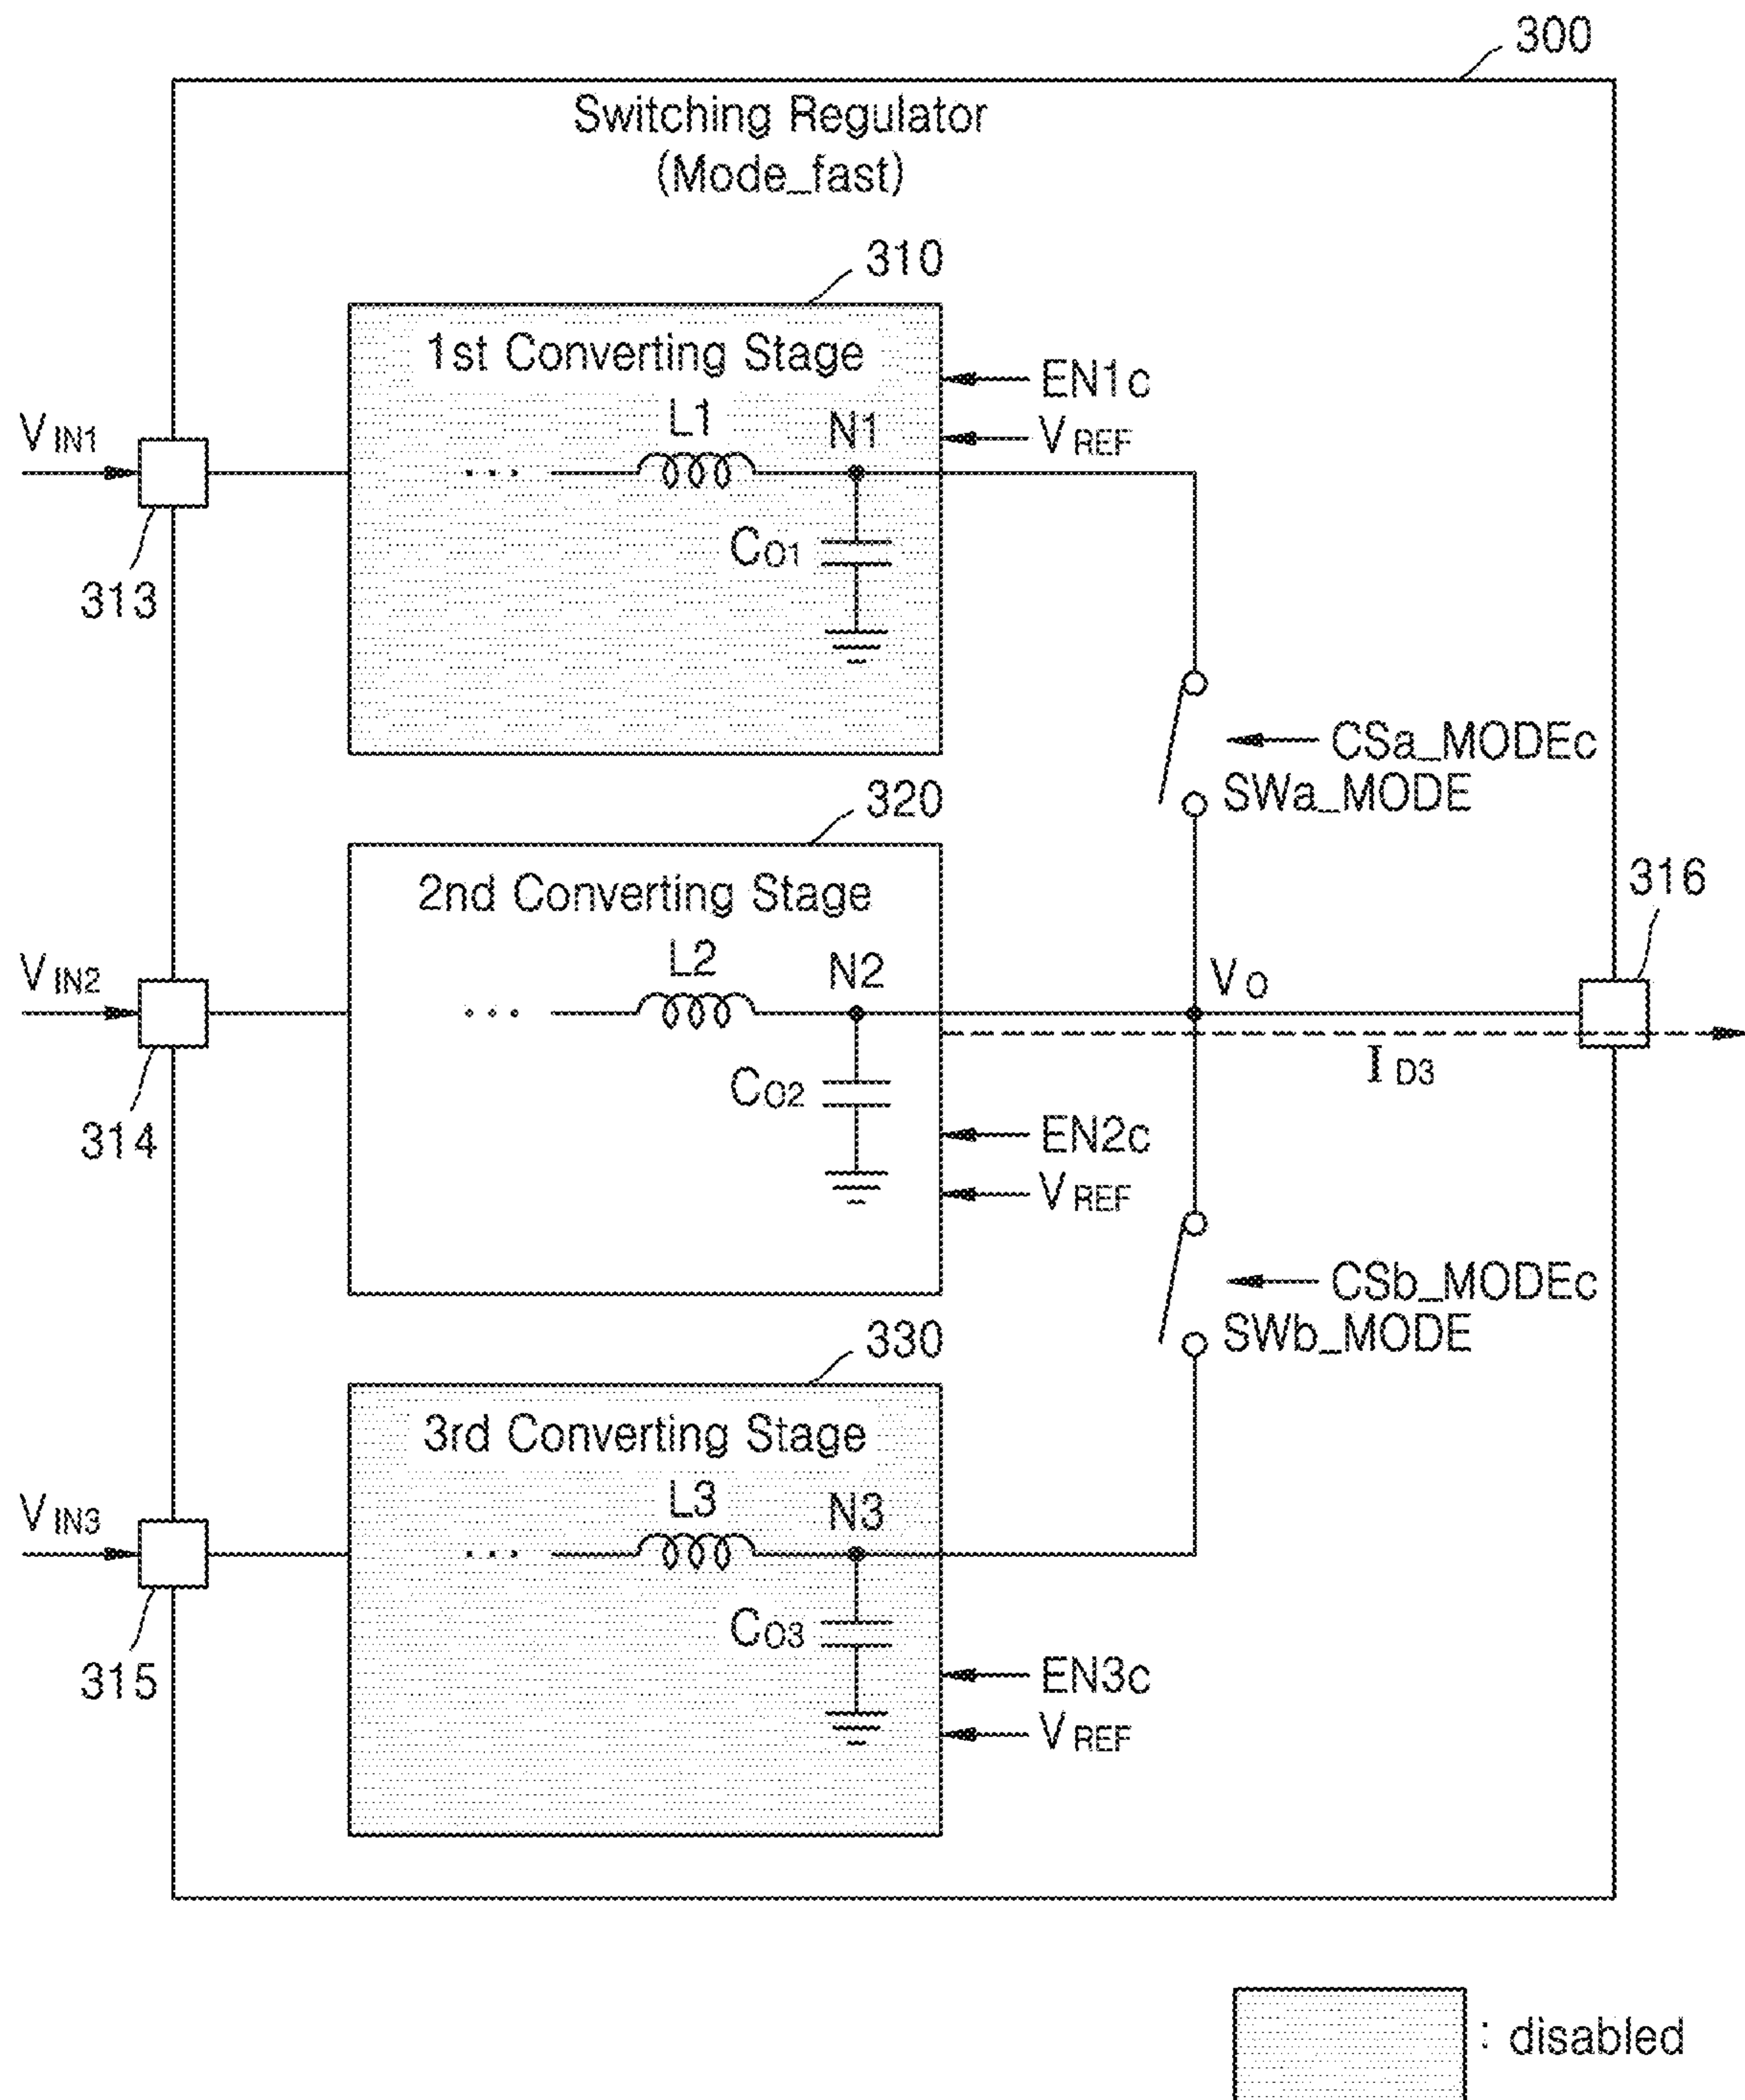 300
Switching Regulator
(Mode_fast)
310
1st Converting Stage
EN1c
VREF
VIN1
L1
N1
CO1
313
CSa_MODEc
SWa_MODE
320
2nd Converting Stage
316
VIN2
L2
N2
VO
ID3
CO2
EN2c
VREF
314
CSb_MODEc
SWb_MODE
330
3rd Converting Stage
VIN3
L3
N3
CO3
EN3c
VREF
315
: disabled